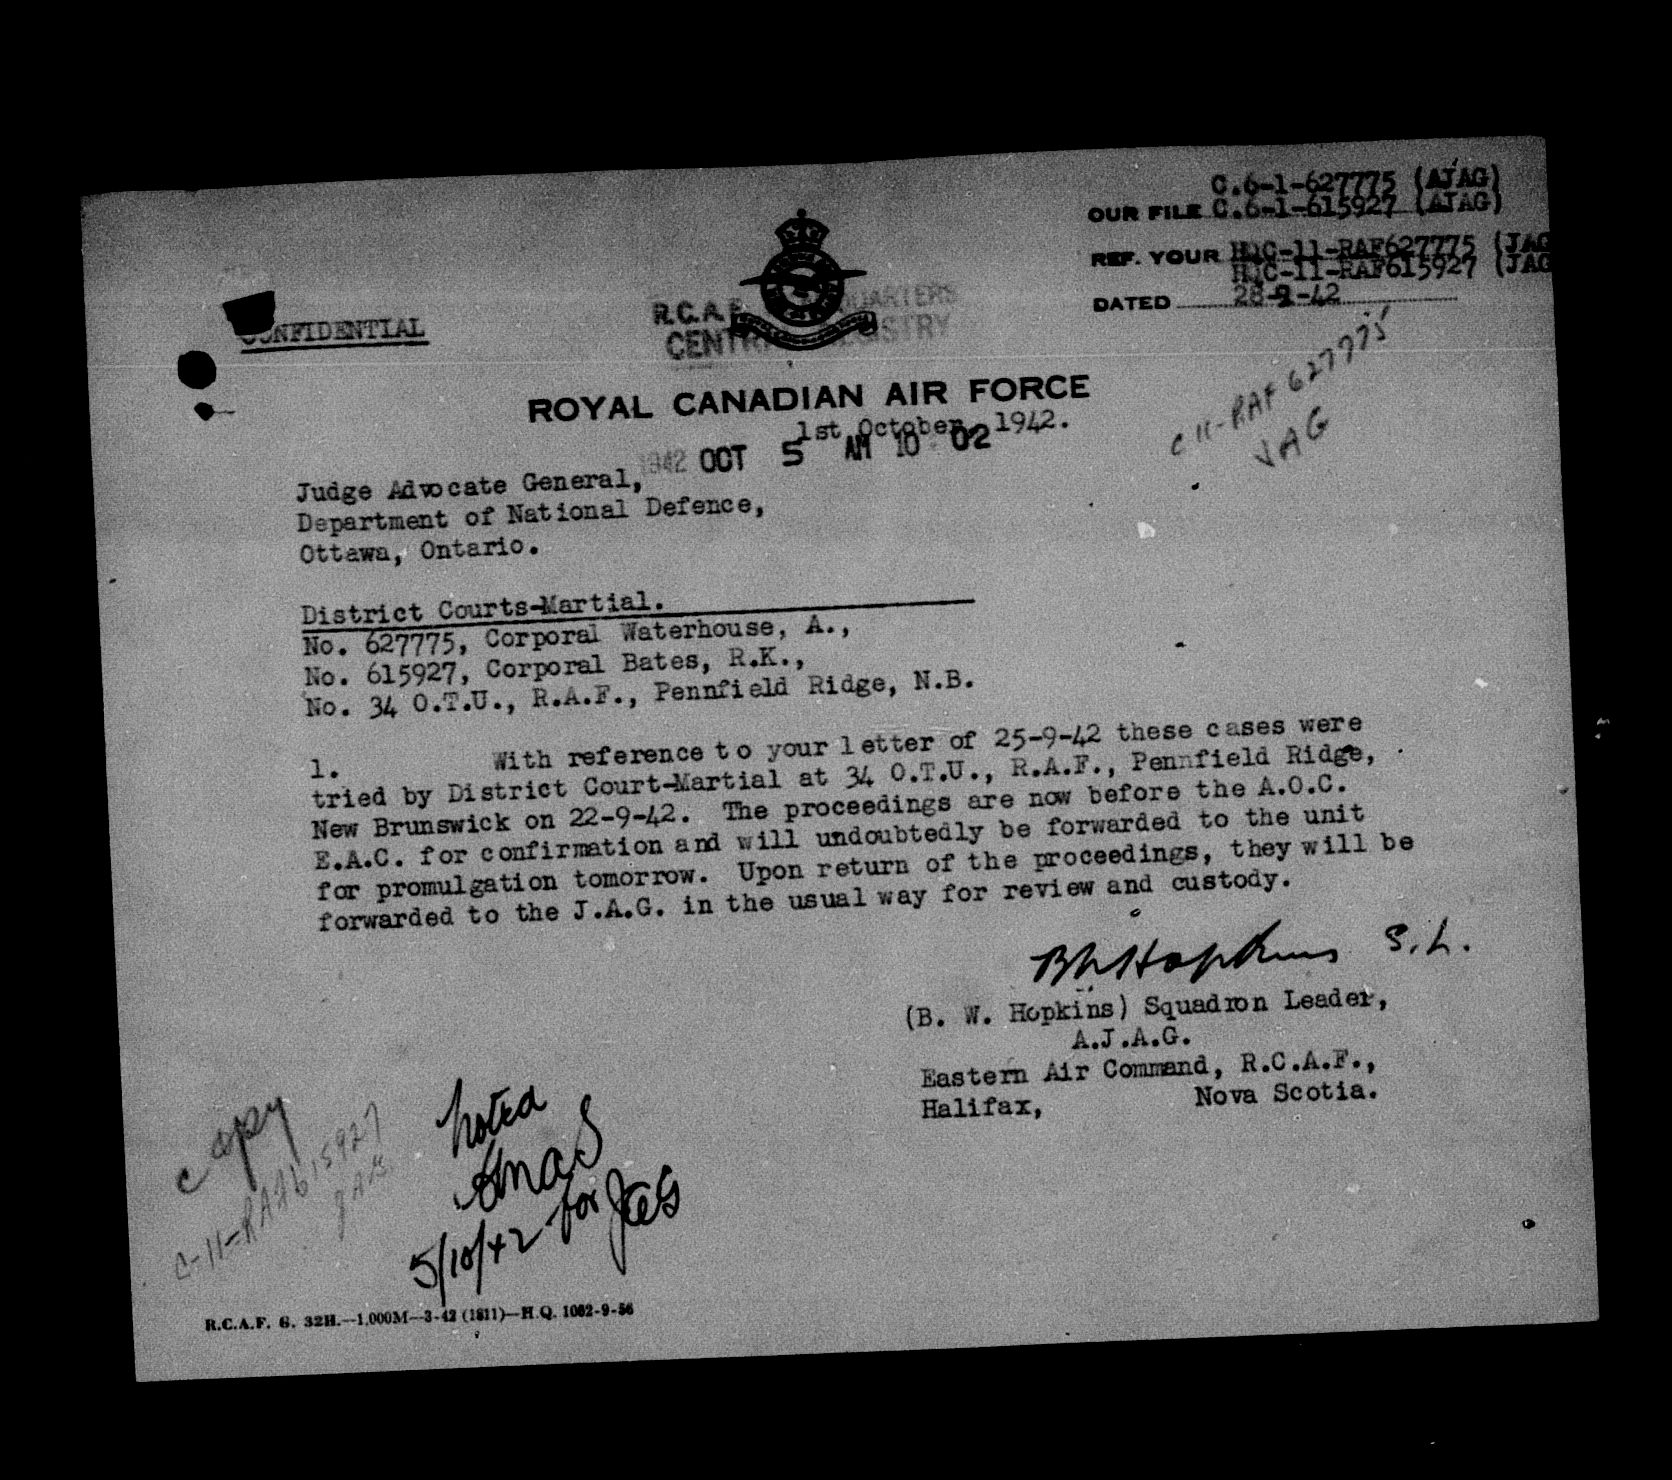 C.6-1-627775 (AJAG)
OUR FILE C.6-1-615927 (AJAG)
REF. YOUR HQC-11-RAF627775 (JAG
HQC-11-RAF615927 (JAG
DATED 28-9-42
CONFIDENTIAL
R.C.A.F. HEADQUARTERS
CENTRAL REGISTRY
C 11-RAF 627775
JAG
ROYAL CANADIAN AIR FORCE
1st October, 1942.
1942 OCT 5 AM 10 02
Judge Advocate General,
Department of National Defence,
Ottawa, Ontario.
District Courts-Martial.
No. 627775, Corporal Waterhouse, A.,
No. 615927, Corporal Bates, R.K.,
No. 34 O.T.U., R.A.F., Pennfield Ridge, N.B.
1. With reference to your letter of 25-9-42 these cases were
tried by District Court-Martial at 34 O.T.U., R.A.F., Pennfield Ridge,
New Brunswick on 22-9-42. The proceedings are now before the A.O.C.
E.A.C. for confirmation and will undoubtedly be forwarded to the unit
for promulgation tomorrow. Upon return of the proceedings, they will be
forwarded to the J.A.G. in the usual way for review and custody.
BW Hopkins S.L.
(B. W. Hopkins) Squadron Leader,
A.J.A.G.
Eastern Air Command, R.C.A.F.,
Halifax, Nova Scotia.
copy
C-11-RAF615927
JAG
noted
for JAG
5/10/42
R.C.A.F. G. 32H.—1,000M—3-42 (1811)—H.Q. 1062-9-56